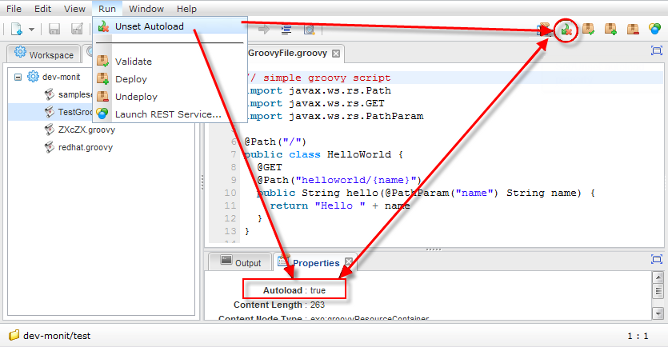 File Edit View Run Window Help
Unset Autoload
Validate
Deploy
Undeploy
Launch REST Service...
Workspace
dev-monit
TestGroo
ZXcZX.groovy
redhat.groovy
GroovyFile.groovy
// simple groovy script
import javax.ws.rs.Path
import javax.ws.rs.GET
import javax.ws.rs.PathParam
6 @Path("/")
7 public class HelloWorld {
8 @GET
9 @Path("helloworld/{name}")
10 public String hello(@PathParam("name") String name) {
11 return "Hello " + name
12 }
13 }
14
Output
Properties
Autoload : true
Content Length : 263
Content Node Type : exo:groovyResourceContainer
dev-monit/test
1 : 1